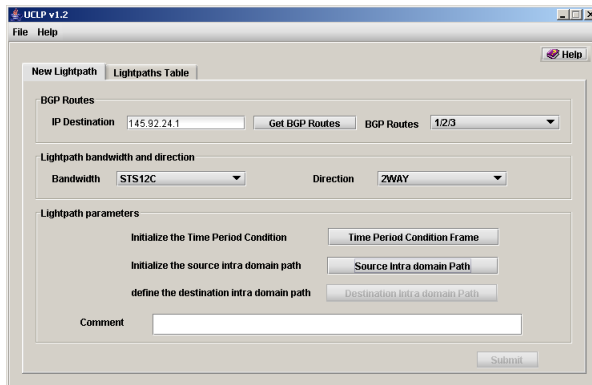 UCLP v1.2
File Help
Help
New Lightpath Lightpaths Table
BGP Routes
IP Destination 145.92.24.1 Get BGP Routes BGP Routes 1/2/3
Lightpath bandwidth and direction
Bandwidth STS12C Direction 2WAY
Lightpath parameters
Initialize the Time Period Condition Time Period Condition Frame
Initialize the source intra domain path Source Intra domain Path
define the destination intra domain path Destination Intra domain Path
Comment
Submit